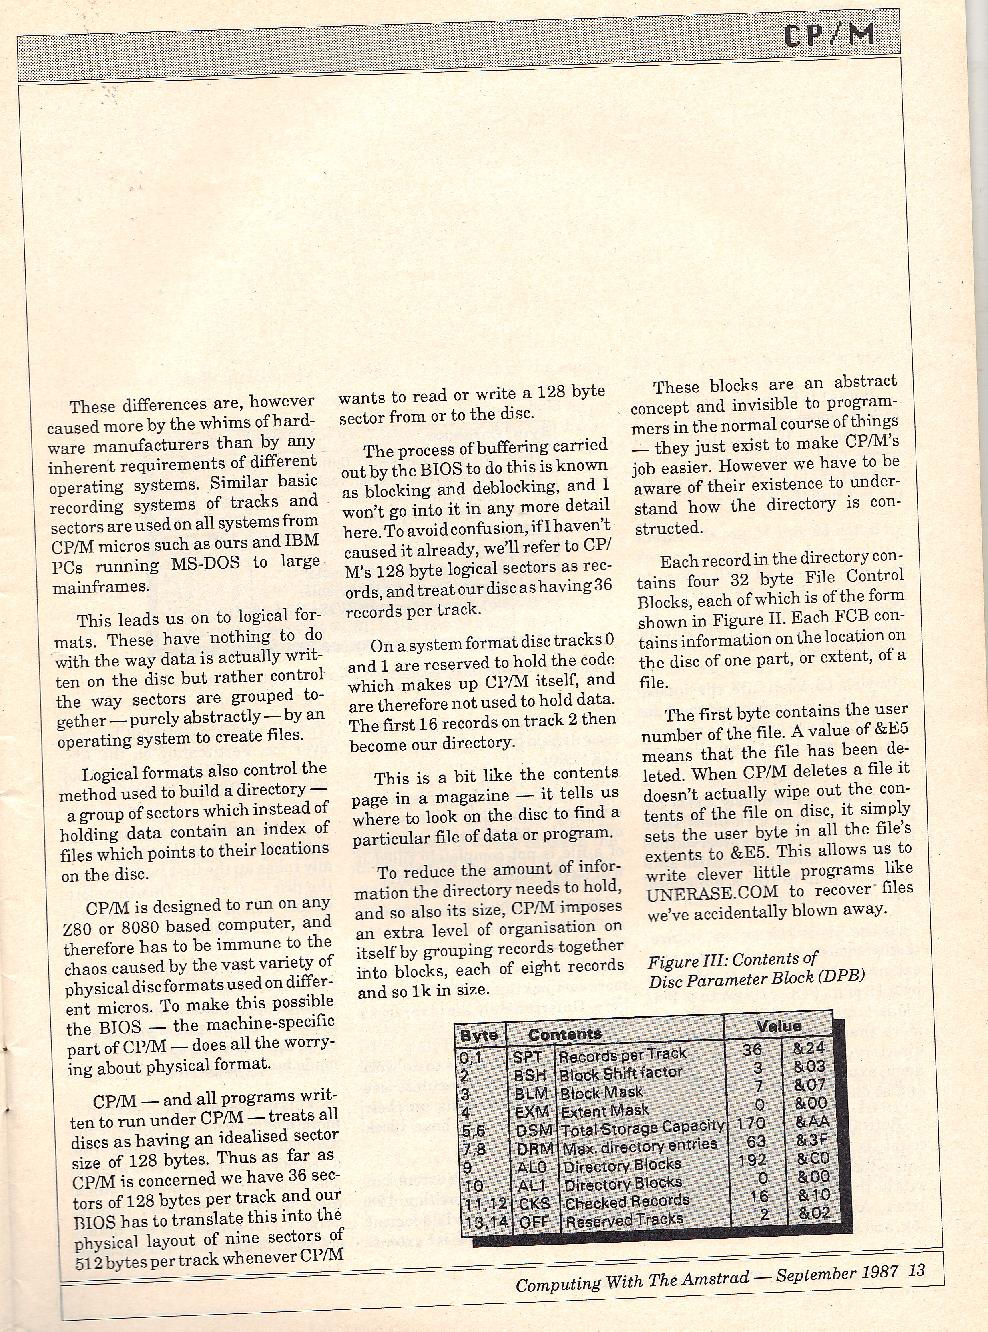 CP/M
These differences are, however
caused more by the whims of hard-
ware manufacturers than by any
inherent requirements of different
operating systems. Similar basic
recording systems of tracks and
sectors are used on all systems from
CP/M micros such as ours and IBM
PCs running MS-DOS to large
mainframes.
This leads us on to logical for-
mats. These have nothing to do
with the way data is actually writ-
ten on the disc but rather control
the way sectors are grouped to-
gether — purely abstractly — by an
operating system to create files.
Logical formats also control the
method used to build a directory —
a group of sectors which instead of
holding data contain an index of
files which points to their locations
on the disc.
CP/M is designed to run on any
Z80 or 8080 based computer, and
therefore has to be immune to the
chaos caused by the vast variety of
physical disc formats used on differ-
ent micros. To make this possible
the BIOS — the machine-specific
part of CP/M — does all the worry-
ing about physical format.
CP/M — and all programs writ-
ten to run under CP/M — treats all
discs as having an idealised sector
size of 128 bytes. Thus as far as
CP/M is concerned we have 36 sec-
tors of 128 bytes per track and our
BIOS has to translate this into the
physical layout of nine sectors of
512 bytes per track whenever CP/M
wants to read or write a 128 byte
sector from or to the disc.
The process of buffering carried
out by the BIOS to do this is known
as blocking and deblocking, and I
won't go into it in any more detail
here. To avoid confusion, if I haven't
caused it already, we'll refer to CP/
M's 128 byte logical sectors as rec-
ords, and treat our disc as having 36
records per track.
On a system format disc tracks 0
and 1 are reserved to hold the code
which makes up CP/M itself, and
are therefore not used to hold data.
The first 16 records on track 2 then
become our directory.
This is a bit like the contents
page in a magazine — it tells us
where to look on the disc to find a
particular file of data or program.
To reduce the amount of infor-
mation the directory needs to hold,
and so also its size, CP/M imposes
an extra level of organisation on
itself by grouping records together
into blocks, each of eight records
and so 1k in size.
These blocks are an abstract
concept and invisible to program-
mers in the normal course of things
— they just exist to make CP/M's
job easier. However we have to be
aware of their existence to under-
stand how the directory is con-
structed.
Each record in the directory con-
tains four 32 byte File Control
Blocks, each of which is of the form
shown in Figure II. Each FCB con-
tains information on the location on
the disc of one part, or extent, of a
file.
The first byte contains the user
number of the file. A value of &E5
means that the file has been de-
leted. When CP/M deletes a file it
doesn't actually wipe out the con-
tents of the file on disc, it simply
sets the user byte in all the file's
extents to &E5. This allows us to
write clever little programs like
UNERASE.COM to recover files
we've accidentally blown away.
Figure III: Contents of
Disc Parameter Block (DPB)
Byte Contents Value
0,1 SPT Records per Track 36 &24
2 BSH Block Shift factor 3 &03
3 BLM Block Mask 7 &07
4 EXM Extent Mask 0 &00
5,6 DSM Total Storage Capacity 170 &AA
7,8 DRM Max. directory entries 63 &3F
9 AL0 Directory Blocks 192 &C0
10 AL1 Directory Blocks 0 &00
11,12 CKS Checked Records 16 &10
13,14 OFF Reserved Tracks 2 &02
Computing With The Amstrad — September 1987 13